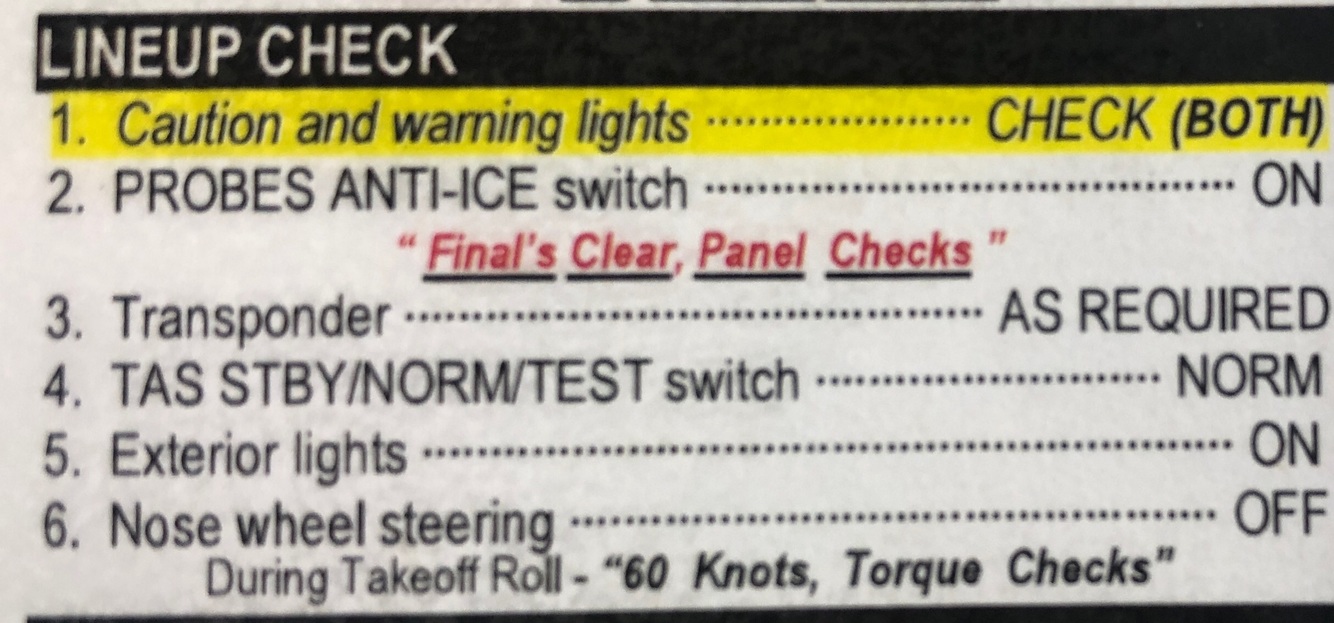 LINEUP CHECK
1. Caution and warning lights ···················· CHECK (BOTH)
2. PROBES ANTI-ICE switch ········································ ON
" Final's Clear, Panel Checks "
3. Transponder ············································ AS REQUIRED
4. TAS STBY/NORM/TEST switch ·························· NORM
5. Exterior lights ······························································ ON
6. Nose wheel steering ················································· OFF
During Takeoff Roll - "60 Knots, Torque Checks"